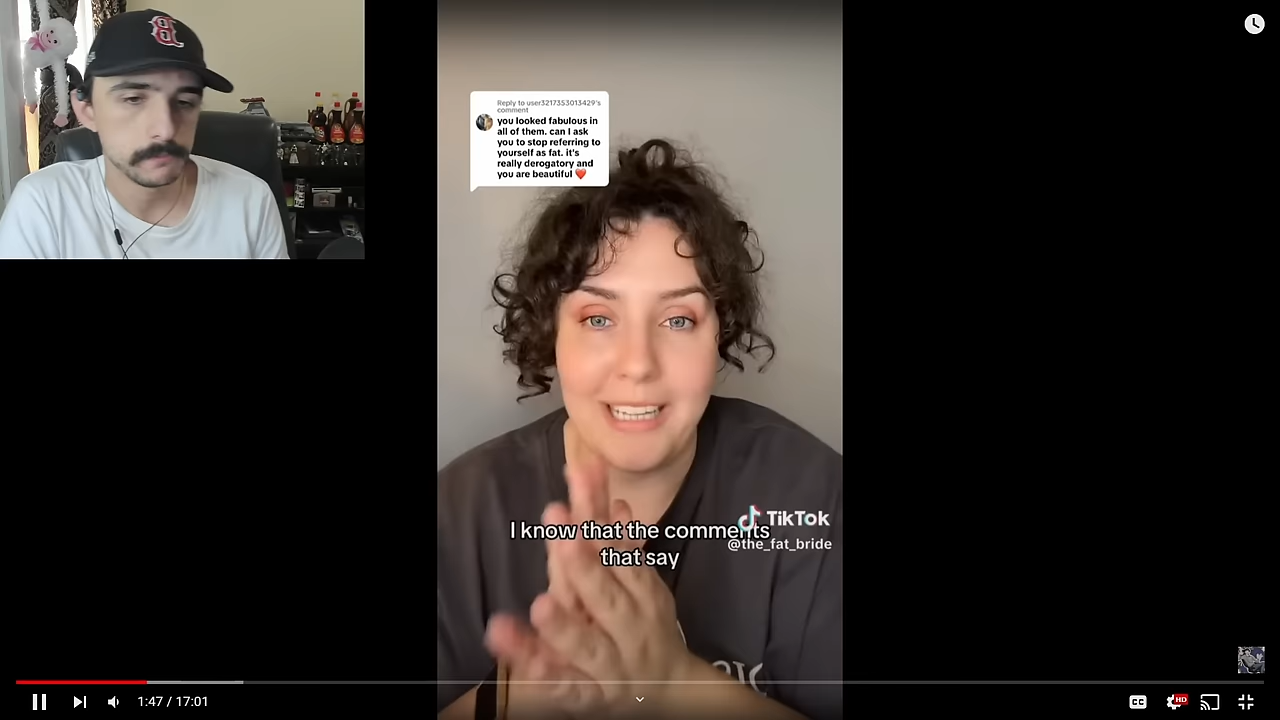 B
Reply to user3217353013429's
comment
you looked fabulous in
all of them. can I ask
you to stop referring to
yourself as fat. it's
really derogatory and
you are beautiful ❤️
I know that the comments
that say
TikTok
@the_fat_bride
1:47 / 17:01
CC
HD